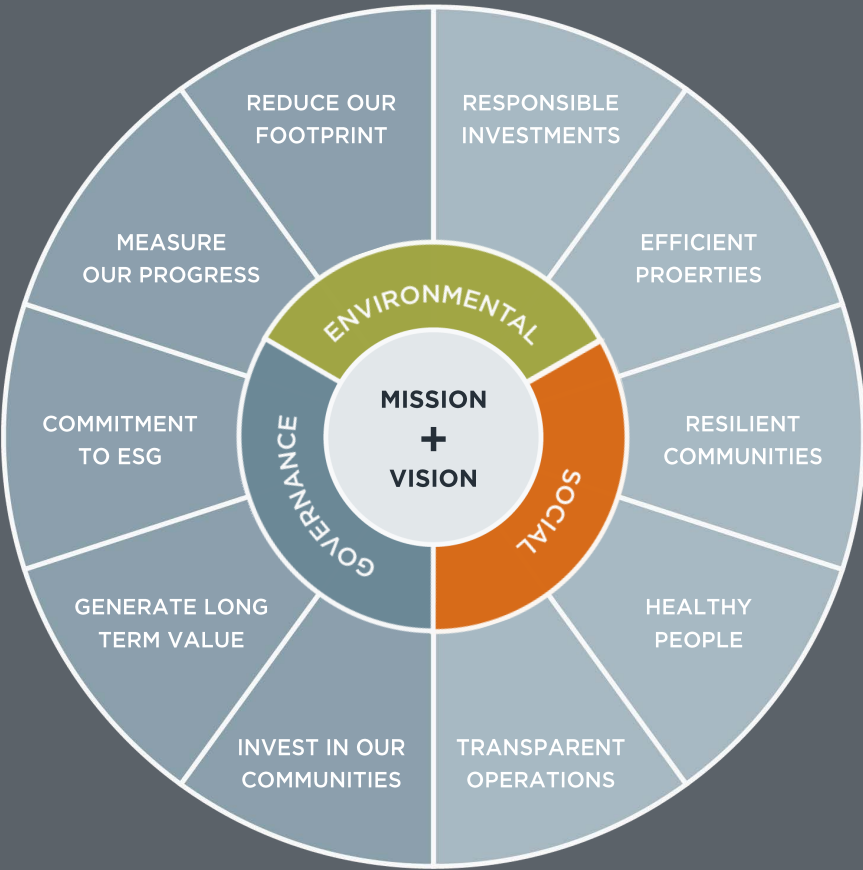 REDUCE OUR
FOOTPRINT
RESPONSIBLE
INVESTMENTS
EFFICIENT
PROERTIES
RESILIENT
COMMUNITIES
HEALTHY
PEOPLE
TRANSPARENT
OPERATIONS
INVEST IN OUR
COMMUNITIES
GENERATE LONG
TERM VALUE
COMMITMENT
TO ESG
MEASURE
OUR PROGRESS
ENVIRONMENTAL
SOCIAL
GOVERNANCE
MISSION
+
VISION